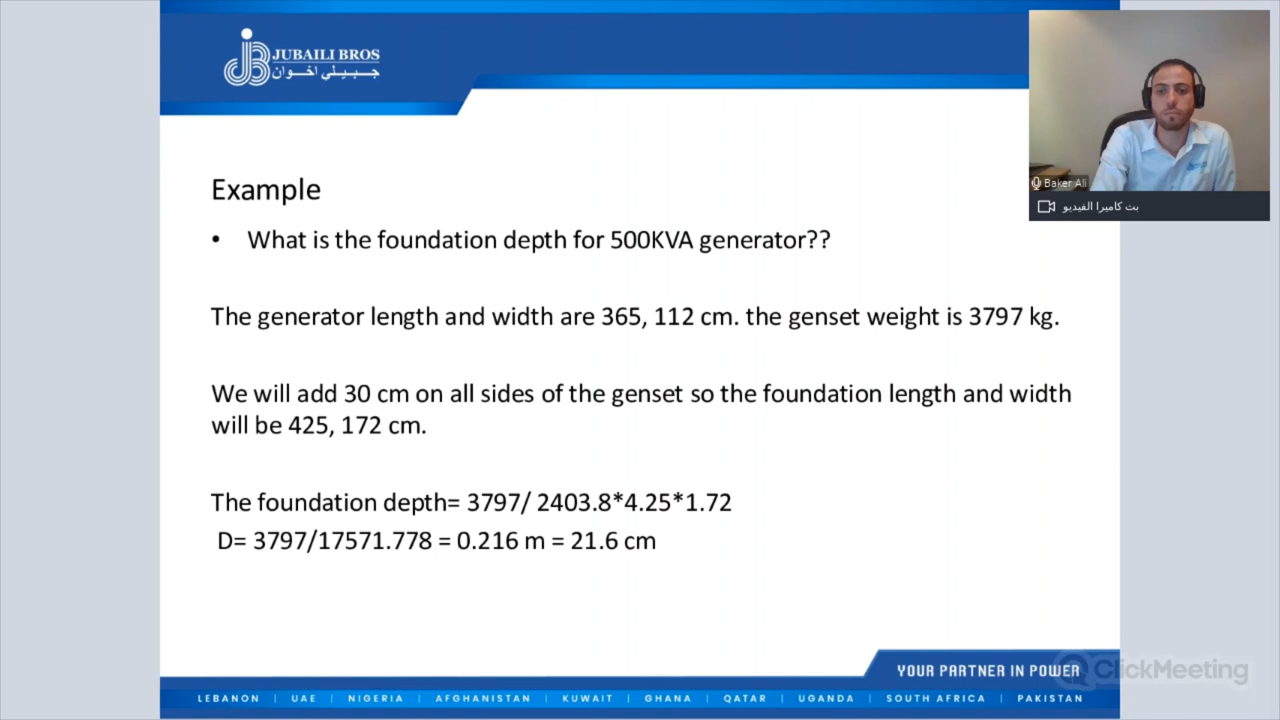 JUBAILI BROS
جبيلي اخوان
Baker Ali
بث كاميرا الفيديو
Example
• What is the foundation depth for 500KVA generator??
The generator length and width are 365, 112 cm. the genset weight is 3797 kg.
We will add 30 cm on all sides of the genset so the foundation length and width
will be 425, 172 cm.
The foundation depth= 3797/ 2403.8*4.25*1.72
D= 3797/17571.778 = 0.216 m = 21.6 cm
YOUR PARTNER IN POWER
ClickMeeting
LEBANON | UAE | NIGERIA | AFGHANISTAN | KUWAIT | GHANA | QATAR | UGANDA | SOUTH AFRICA | PAKISTAN